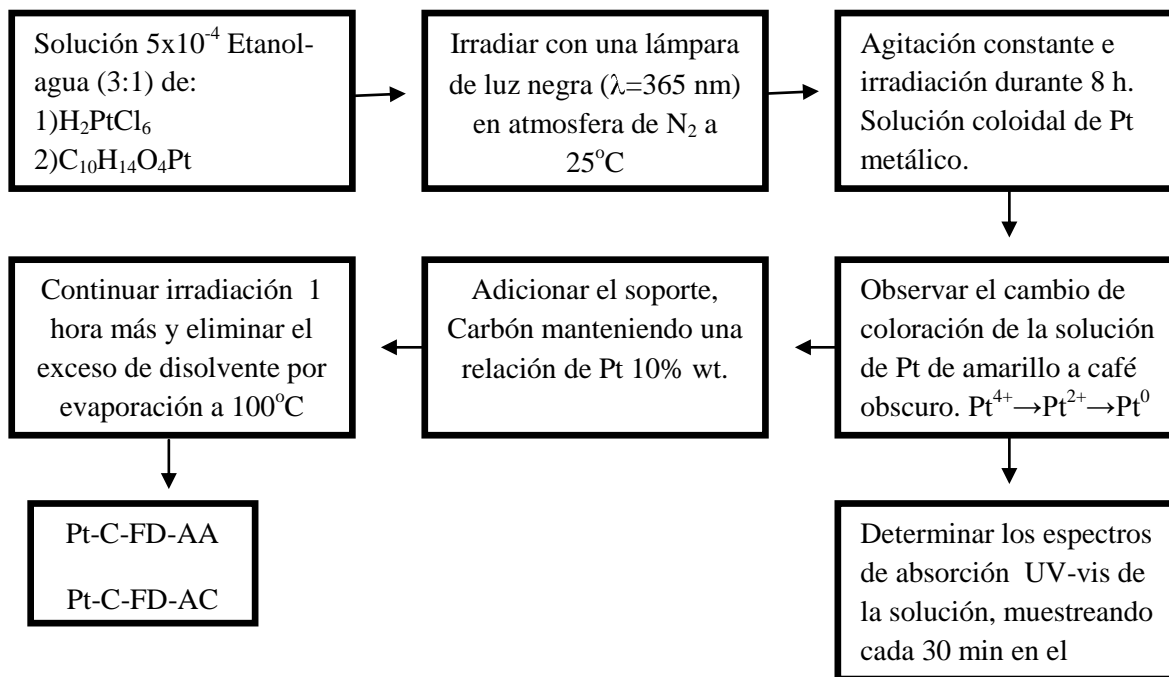 Solución 5x10⁻⁴ Etanol-
agua (3:1) de:
1)H₂PtCl₆
2)C₁₀H₁₄O₄Pt
Irradiar con una lámpara
de luz negra (λ=365 nm)
en atmosfera de N₂ a
25°C
Agitación constante e
irradiación durante 8 h.
Solución coloidal de Pt
metálico.
Observar el cambio de
coloración de la solución
de Pt de amarillo a café
obscuro. Pt⁴⁺→Pt²⁺→Pt⁰
Adicionar el soporte,
Carbón manteniendo una
relación de Pt 10% wt.
Continuar irradiación 1
hora más y eliminar el
exceso de disolvente por
evaporación a 100°C
Pt-C-FD-AA
Pt-C-FD-AC
Determinar los espectros
de absorción UV-vis de
la solución, muestreando
cada 30 min en el